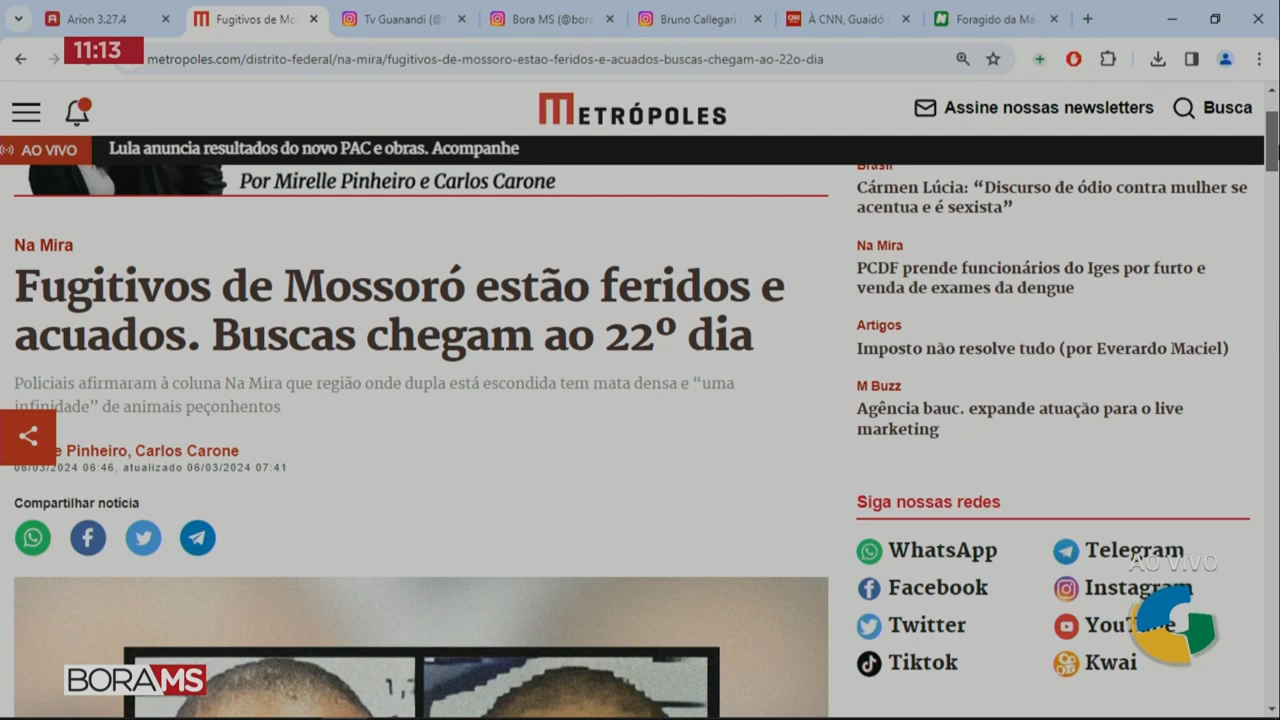 Arion 3.27.4
Fugitivos de Mo
Tv Guanandi (@
Bora MS (@bora
Bruno Callegari
À CNN, Guaidó
Foragido da Má
11:13
metropoles.com/distrito-federal/na-mira/fugitivos-de-mossoro-estao-feridos-e-acuados-buscas-chegam-ao-22o-dia
METRÓPOLES
Assine nossas newsletters
Busca
AO VIVO
Lula anuncia resultados do novo PAC e obras. Acompanhe
Por Mirelle Pinheiro e Carlos Carone
Na Mira
Fugitivos de Mossoró estão feridos e
acuados. Buscas chegam ao 22º dia
Policiais afirmaram à coluna Na Mira que região onde dupla está escondida tem mata densa e “uma
infinidade” de animais peçonhentos
e Pinheiro, Carlos Carone
06/03/2024 06:46, atualizado 06/03/2024 07:41
Compartilhar notícia
1,7
Brasil
Cármen Lúcia: “Discurso de ódio contra mulher se
acentua e é sexista”
Na Mira
PCDF prende funcionários do Iges por furto e
venda de exames da dengue
Artigos
Imposto não resolve tudo (por Everardo Maciel)
M Buzz
Agência bauc. expande atuação para o live
marketing
Siga nossas redes
WhatsApp
Telegram
Facebook
Instagram
Twitter
YouTube
Tiktok
Kwai
AO VIVO
BORA MS